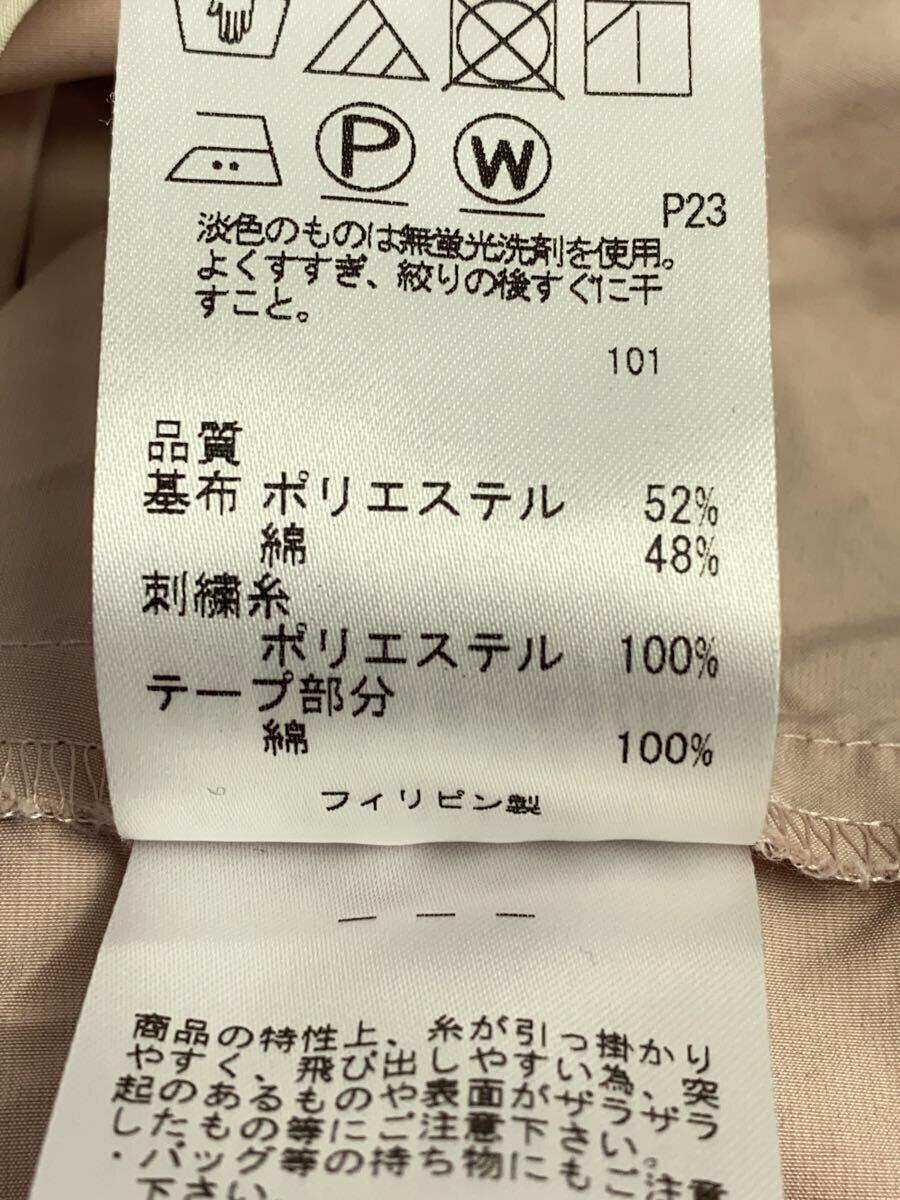 P
W
P23
淡色のものは無蛍光洗剤を使用。
よくすすぎ、絞りの後すぐに干
すこと。
101
品質
基布 ポリエステル 52%
綿 48%
刺繍糸
ポリエステル 100%
テープ部分
綿 100%
フィリピン製
商品の特性上、糸が引っ掛かり
やすく、飛び出しやすい為、突
起のあるものや表面がザラザラ
したもの等にご注意下さい。
・バッグ等の持ち物にもご注意
下さい。